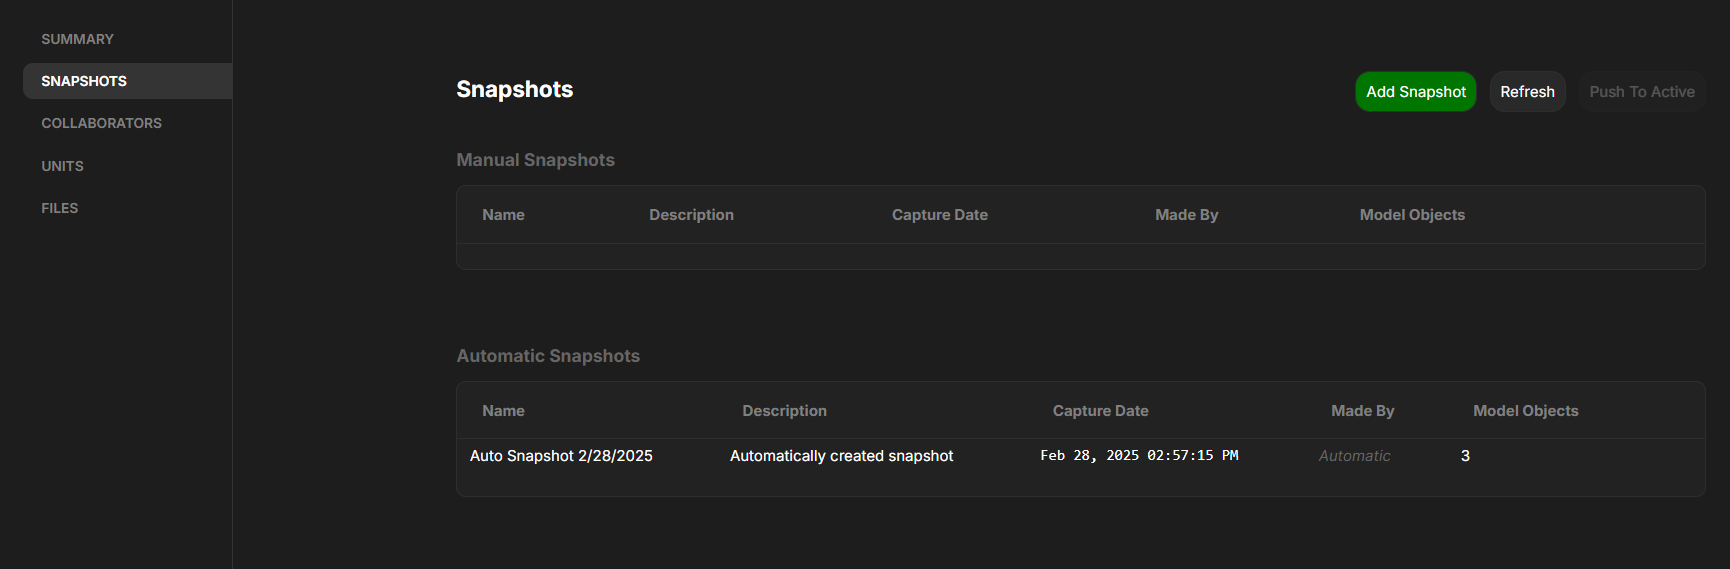 SUMMARY
SNAPSHOTS
COLLABORATORS
UNITS
FILES
Snapshots
Add Snapshot Refresh Push To Active
Manual Snapshots
Name Description Capture Date Made By Model Objects
Automatic Snapshots
Name Description Capture Date Made By Model Objects
Auto Snapshot 2/28/2025 Automatically created snapshot Feb 28, 2025 02:57:15 PM Automatic 3